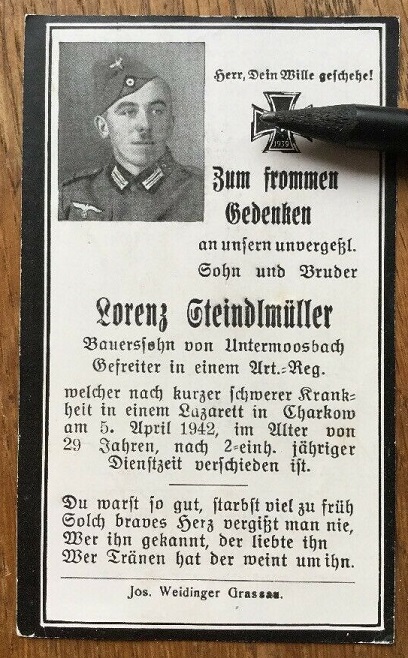 Herr, Dein Wille geschehe!
1939
Zum frommen
Gedenken
an unsern unvergeßl.
Sohn und Bruder
Lorenz Steindlmüller
Bauerssohn von Untermoosbach
Gefreiter in einem Art.-Reg.
welcher nach kurzer schwerer Krank-
heit in einem Lazarett in Charkow
am 5. April 1942, im Alter von
29 Jahren, nach 2-einh. jähriger
Dienstzeit verschieden ist.
Du warst so gut, starbst viel zu früh
Solch braves Herz vergißt man nie,
Wer ihn gekannt, der liebte ihn
Wer Tränen hat der weint um ihn.
Jos. Weidinger Grassau.